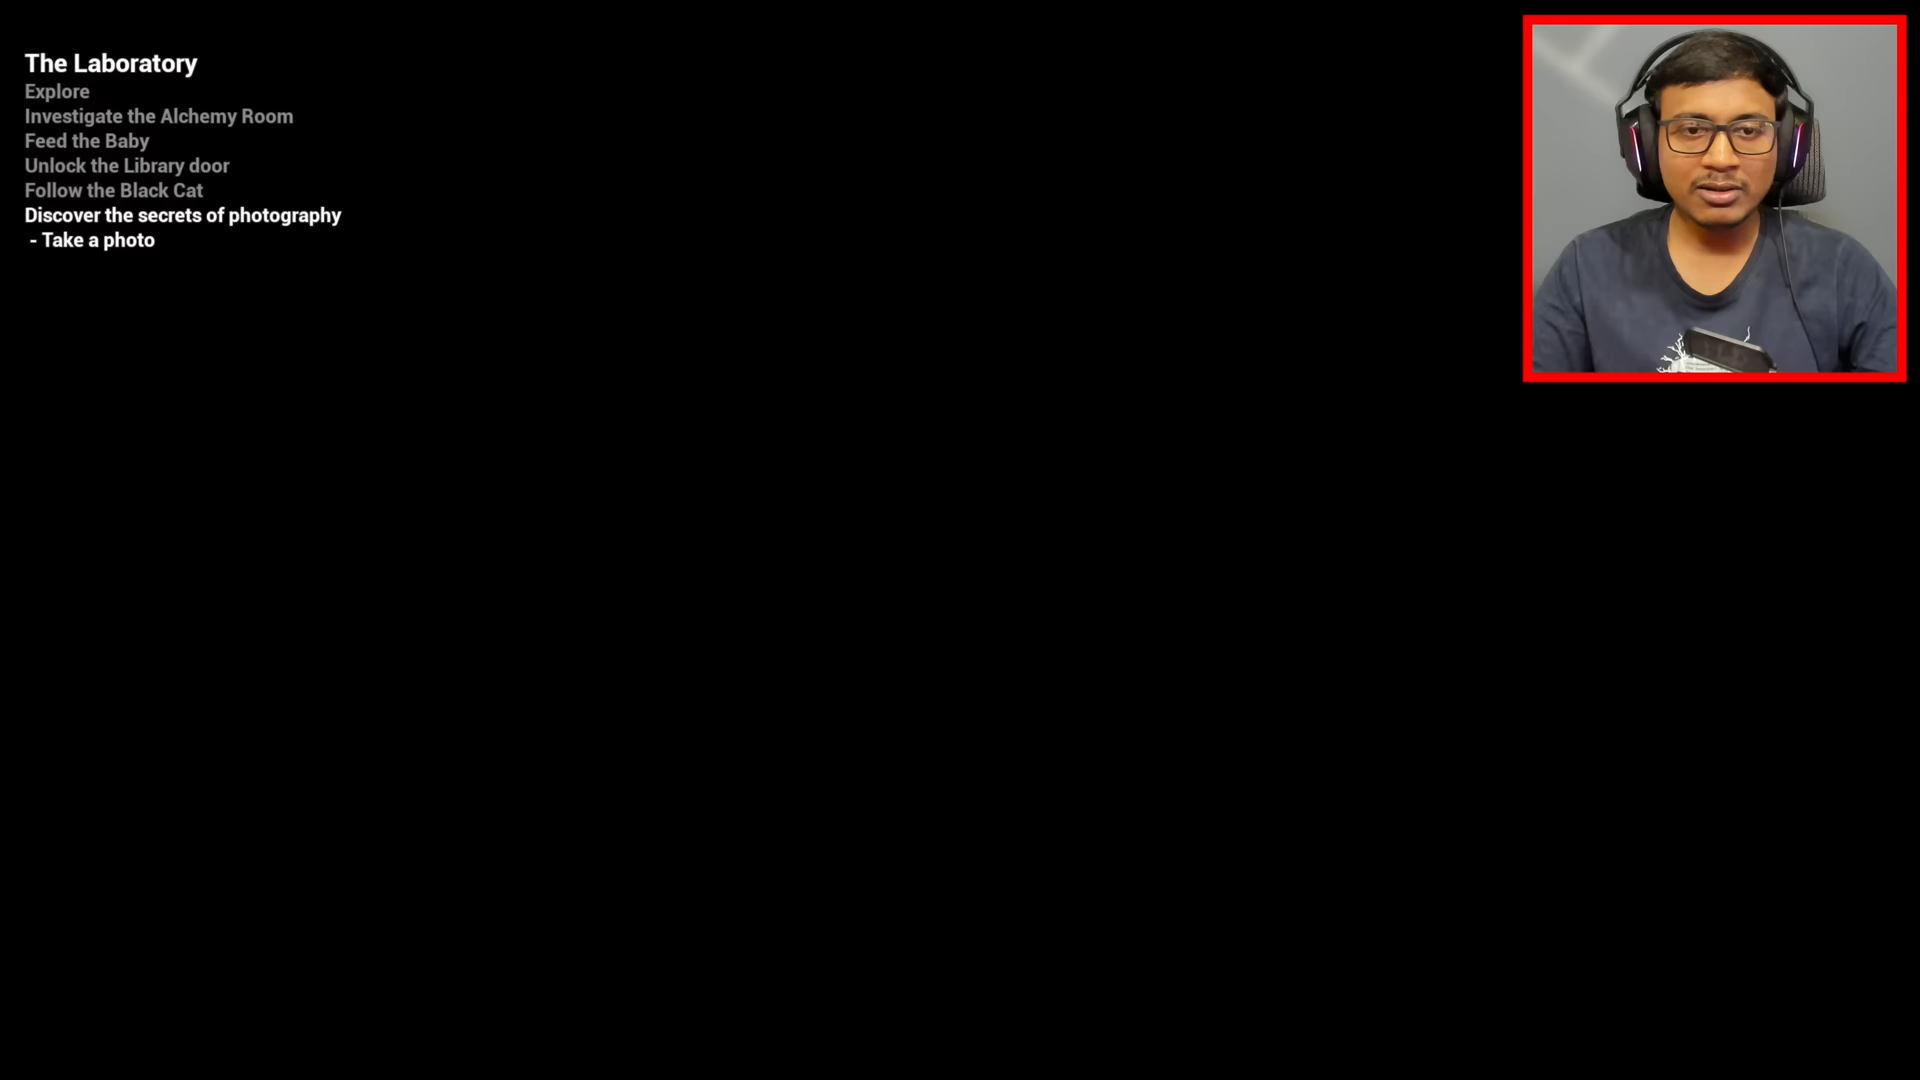 The Laboratory
Explore
Investigate the Alchemy Room
Feed the Baby
Unlock the Library door
Follow the Black Cat
Discover the secrets of photography
- Take a photo